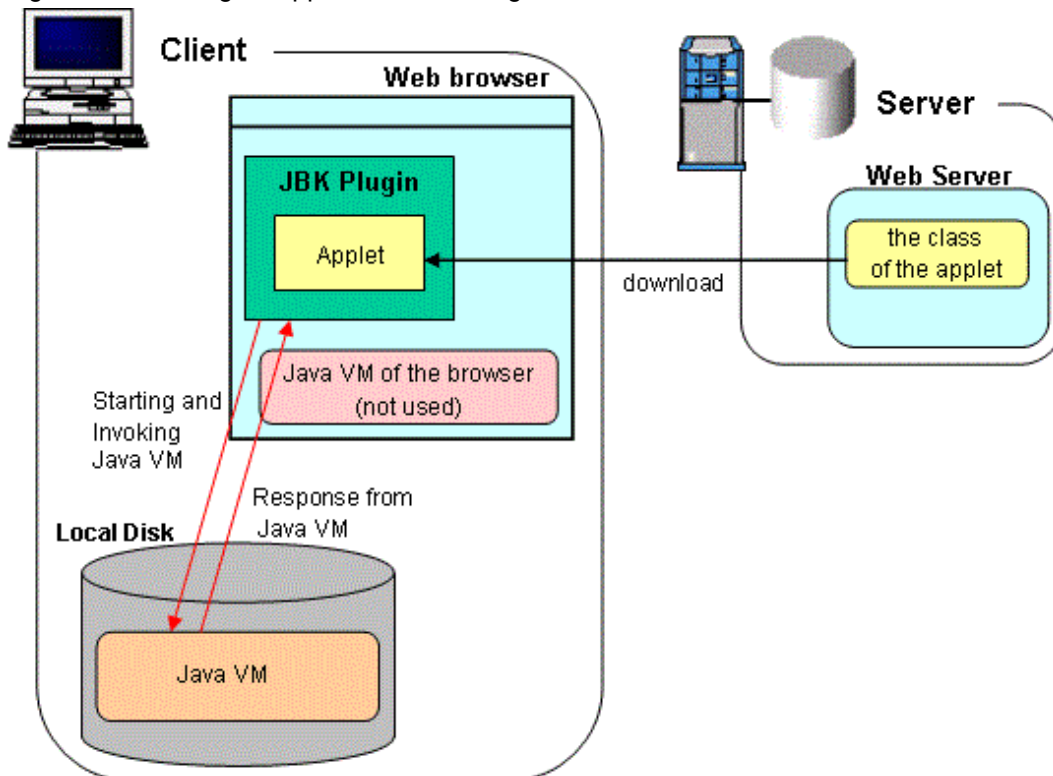 Client
Web browser
Server
JBK Plugin
Web Server
Applet
the class
of the applet
download
Java VM of the browser
(not used)
Starting and
Invoking
Java VM
Response from
Java VM
Local Disk
Java VM